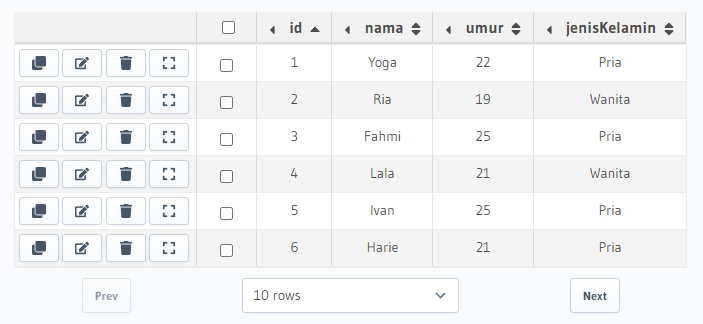 id nama umur jenisKelamin
1 Yoga 22 Pria
2 Ria 19 Wanita
3 Fahmi 25 Pria
4 Lala 21 Wanita
5 Ivan 25 Pria
6 Harie 21 Pria
Prev 10 rows Next